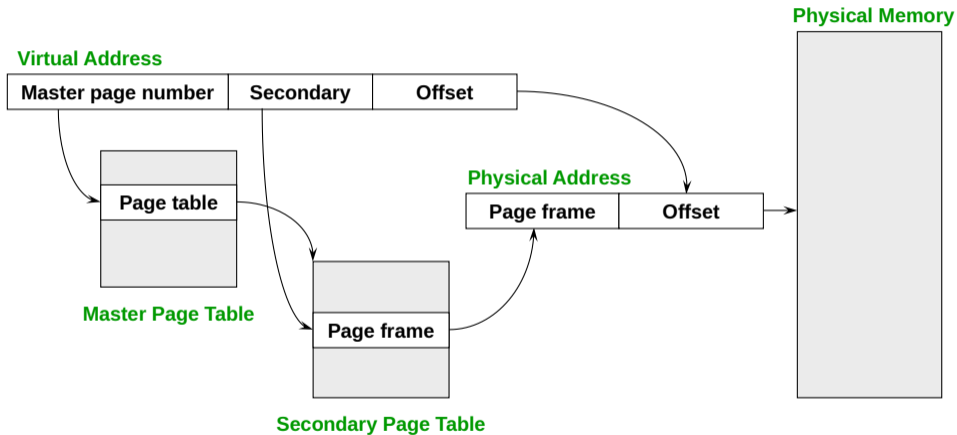 Physical Memory
Virtual Address
Master page number Secondary Offset
Physical Address
Page table
Page frame Offset
Master Page Table
Page frame
Secondary Page Table